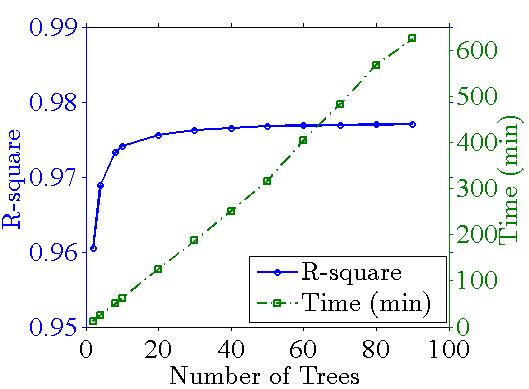 0.99
0.98
0.97
0.96
0.95
R-square
600
500
400
300
200
100
0
Time (min)
R-square
Time (min)
0 20 40 60 80 100
Number of Trees